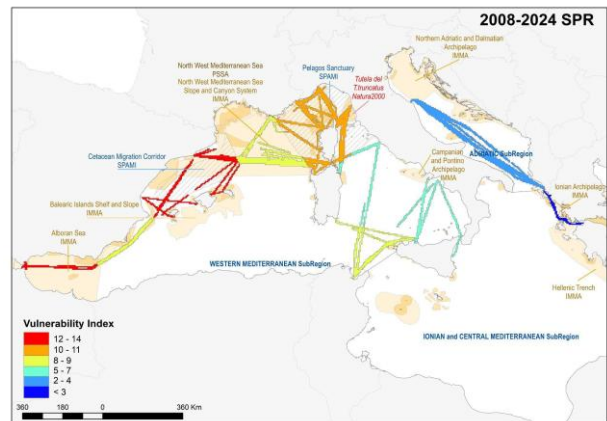 2008-2024 SPR
Northern Adriatic and Dalmatian
Archipelago
IMMA
North West Mediterranean Sea
PSSA
North West Mediterranean Sea
Slope and Canyon System
IMMA
Pelagos Sanctuary
SPAMI
Tutela del
T.truncatus
Natura2000
Cetacean Migration Corridor
SPAMI
ADRIATIC SubRegion
Campanian
and Pontino
Archipelago
IMMA
Ionian Archipelago
IMMA
Balearic Islands Shelf and Slope
IMMA
Alboran Sea
IMMA
WESTERN MEDITERRANEAN SubRegion
Hellenic Trench
IMMA
IONIAN and CENTRAL MEDITERRANEAN SubRegion
Vulnerability Index
12 - 14
10 - 11
8 - 9
5 - 7
2 - 4
< 3
360 180 0 360 Km